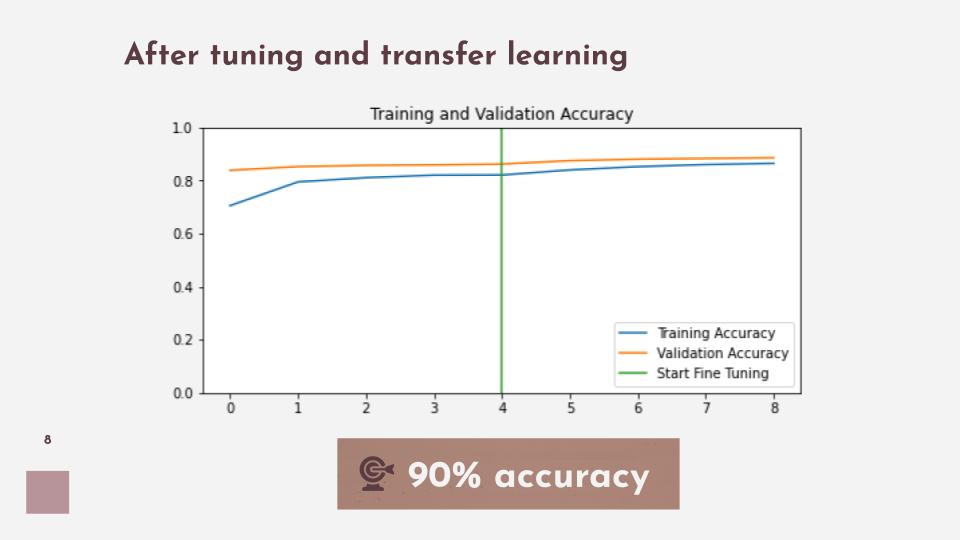 After tuning and transfer learning
Training and Validation Accuracy
1.0
0.8
0.6
0.4
0.2
0.0
0 1 2 3 4 5 6 7 8
Training Accuracy
Validation Accuracy
Start Fine Tuning
8
90% accuracy